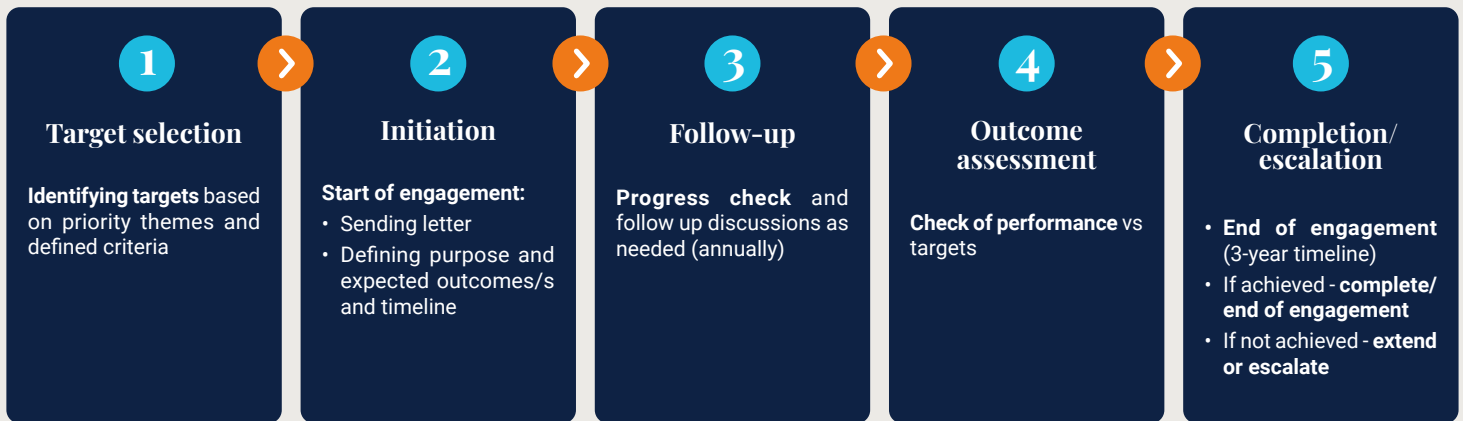 1
Target selection
Identifying targets based
on priority themes and
defined criteria
2
Initiation
Start of engagement:
• Sending letter
• Defining purpose and
expected outcomes/s
and timeline
3
Follow-up
Progress check and
follow up discussions as
needed (annually)
4
Outcome
assessment
Check of performance vs
targets
5
Completion/
escalation
• End of engagement
(3-year timeline)
• If achieved - complete/
end of engagement
• If not achieved - extend
or escalate